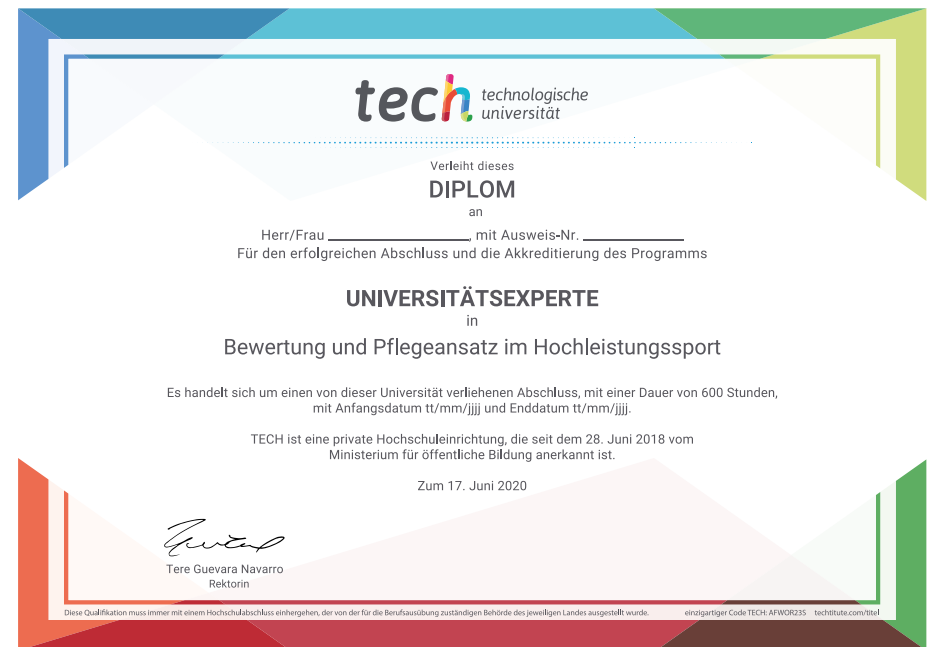 tech technologische
universität
Verleiht dieses
DIPLOM
an
Herr/Frau ____________, mit Ausweis-Nr. ____________
Für den erfolgreichen Abschluss und die Akkreditierung des Programms
UNIVERSITÄTSEXPERTE
in
Bewertung und Pflegeansatz im Hochleistungssport
Es handelt sich um einen von dieser Universität verliehenen Abschluss, mit einer Dauer von 600 Stunden,
mit Anfangsdatum tt/mm/jjjj und Enddatum tt/mm/jjjj.
TECH ist eine private Hochschuleinrichtung, die seit dem 28. Juni 2018 vom
Ministerium für öffentliche Bildung anerkannt ist.
Zum 17. Juni 2020
Tere Guevara Navarro
Rektorin
Diese Qualifikation muss immer mit einem Hochschulabschluss einhergehen, der von der für die Berufsausübung zuständigen Behörde des jeweiligen Landes ausgestellt wurde. einzigartiger Code TECH: AFWOR23S techtitute.com/titel